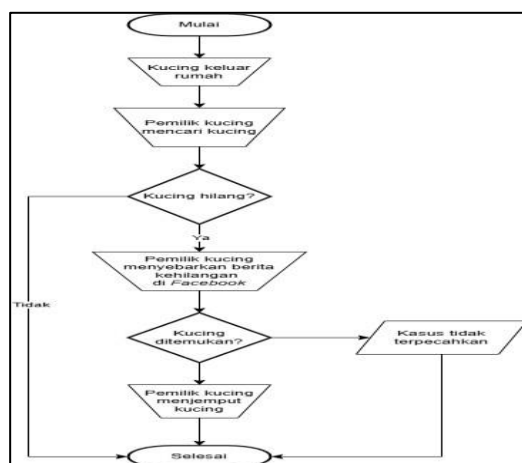 Mulai
Kucing keluar
rumah
Pemilik kucing
mencari kucing
Kucing hilang?
Ya
Tidak
Pemilik kucing
menyebarkan berita
kehilangan
di Facebook
Kucing
ditemukan?
Kasus tidak
terpecahkan
Pemilik kucing
menjemput
kucing
Selesai